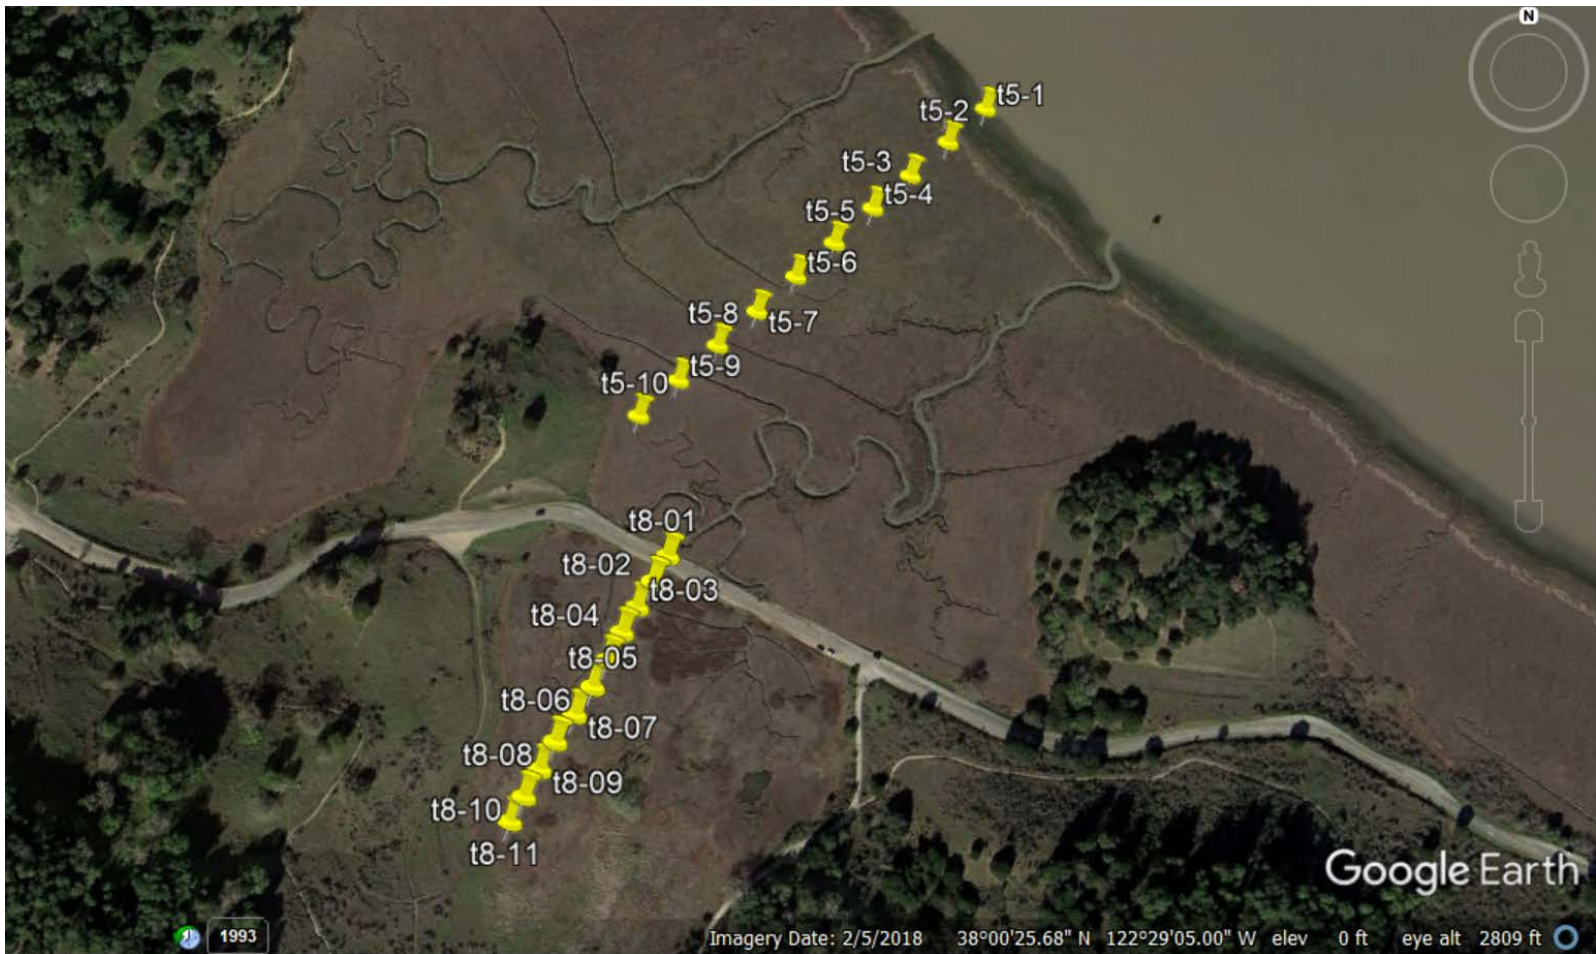 N
t5-1
t5-2
t5-3
t5-4
t5-5
t5-6
t5-8
t5-7
t5-9
t5-10
t8-01
t8-02
t8-03
t8-04
t8-05
t8-06
t8-07
t8-08
t8-09
t8-10
t8-11
Google Earth
1993
Imagery Date: 2/5/2018 38°00'25.68" N 122°29'05.00" W elev 0 ft eye alt 2809 ft